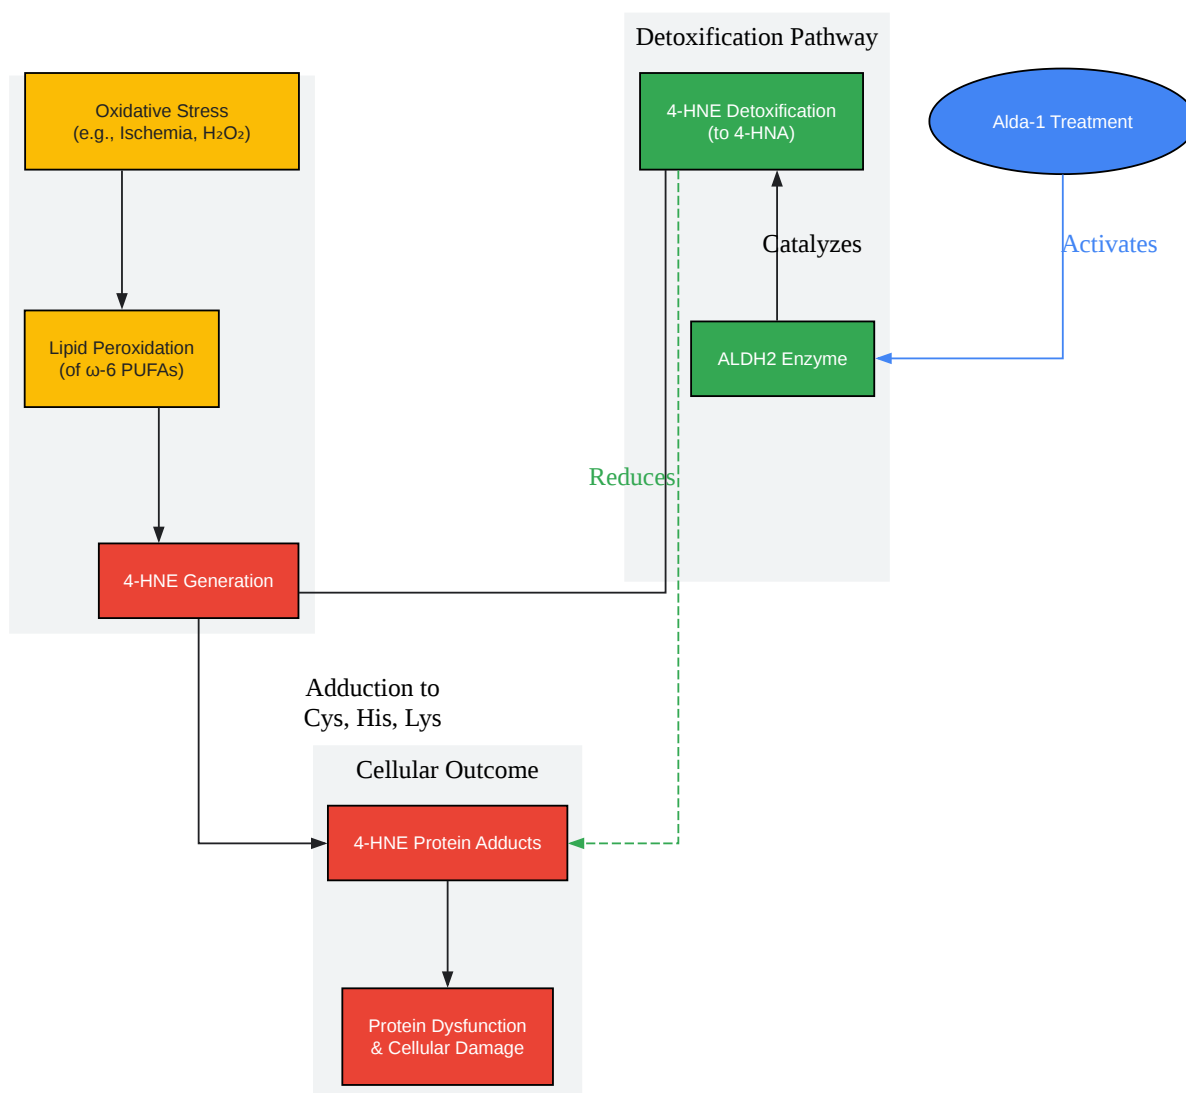 Detoxification Pathway
Oxidative Stress
(e.g., Ischemia, H₂O₂)
4-HNE Detoxification
(to 4-HNA)
Alda-1 Treatment
Catalyzes
Activates
Lipid Peroxidation
(of ω-6 PUFAs)
ALDH2 Enzyme
Reduces
4-HNE Generation
Adduction to
Cys, His, Lys
Cellular Outcome
4-HNE Protein Adducts
Protein Dysfunction
& Cellular Damage